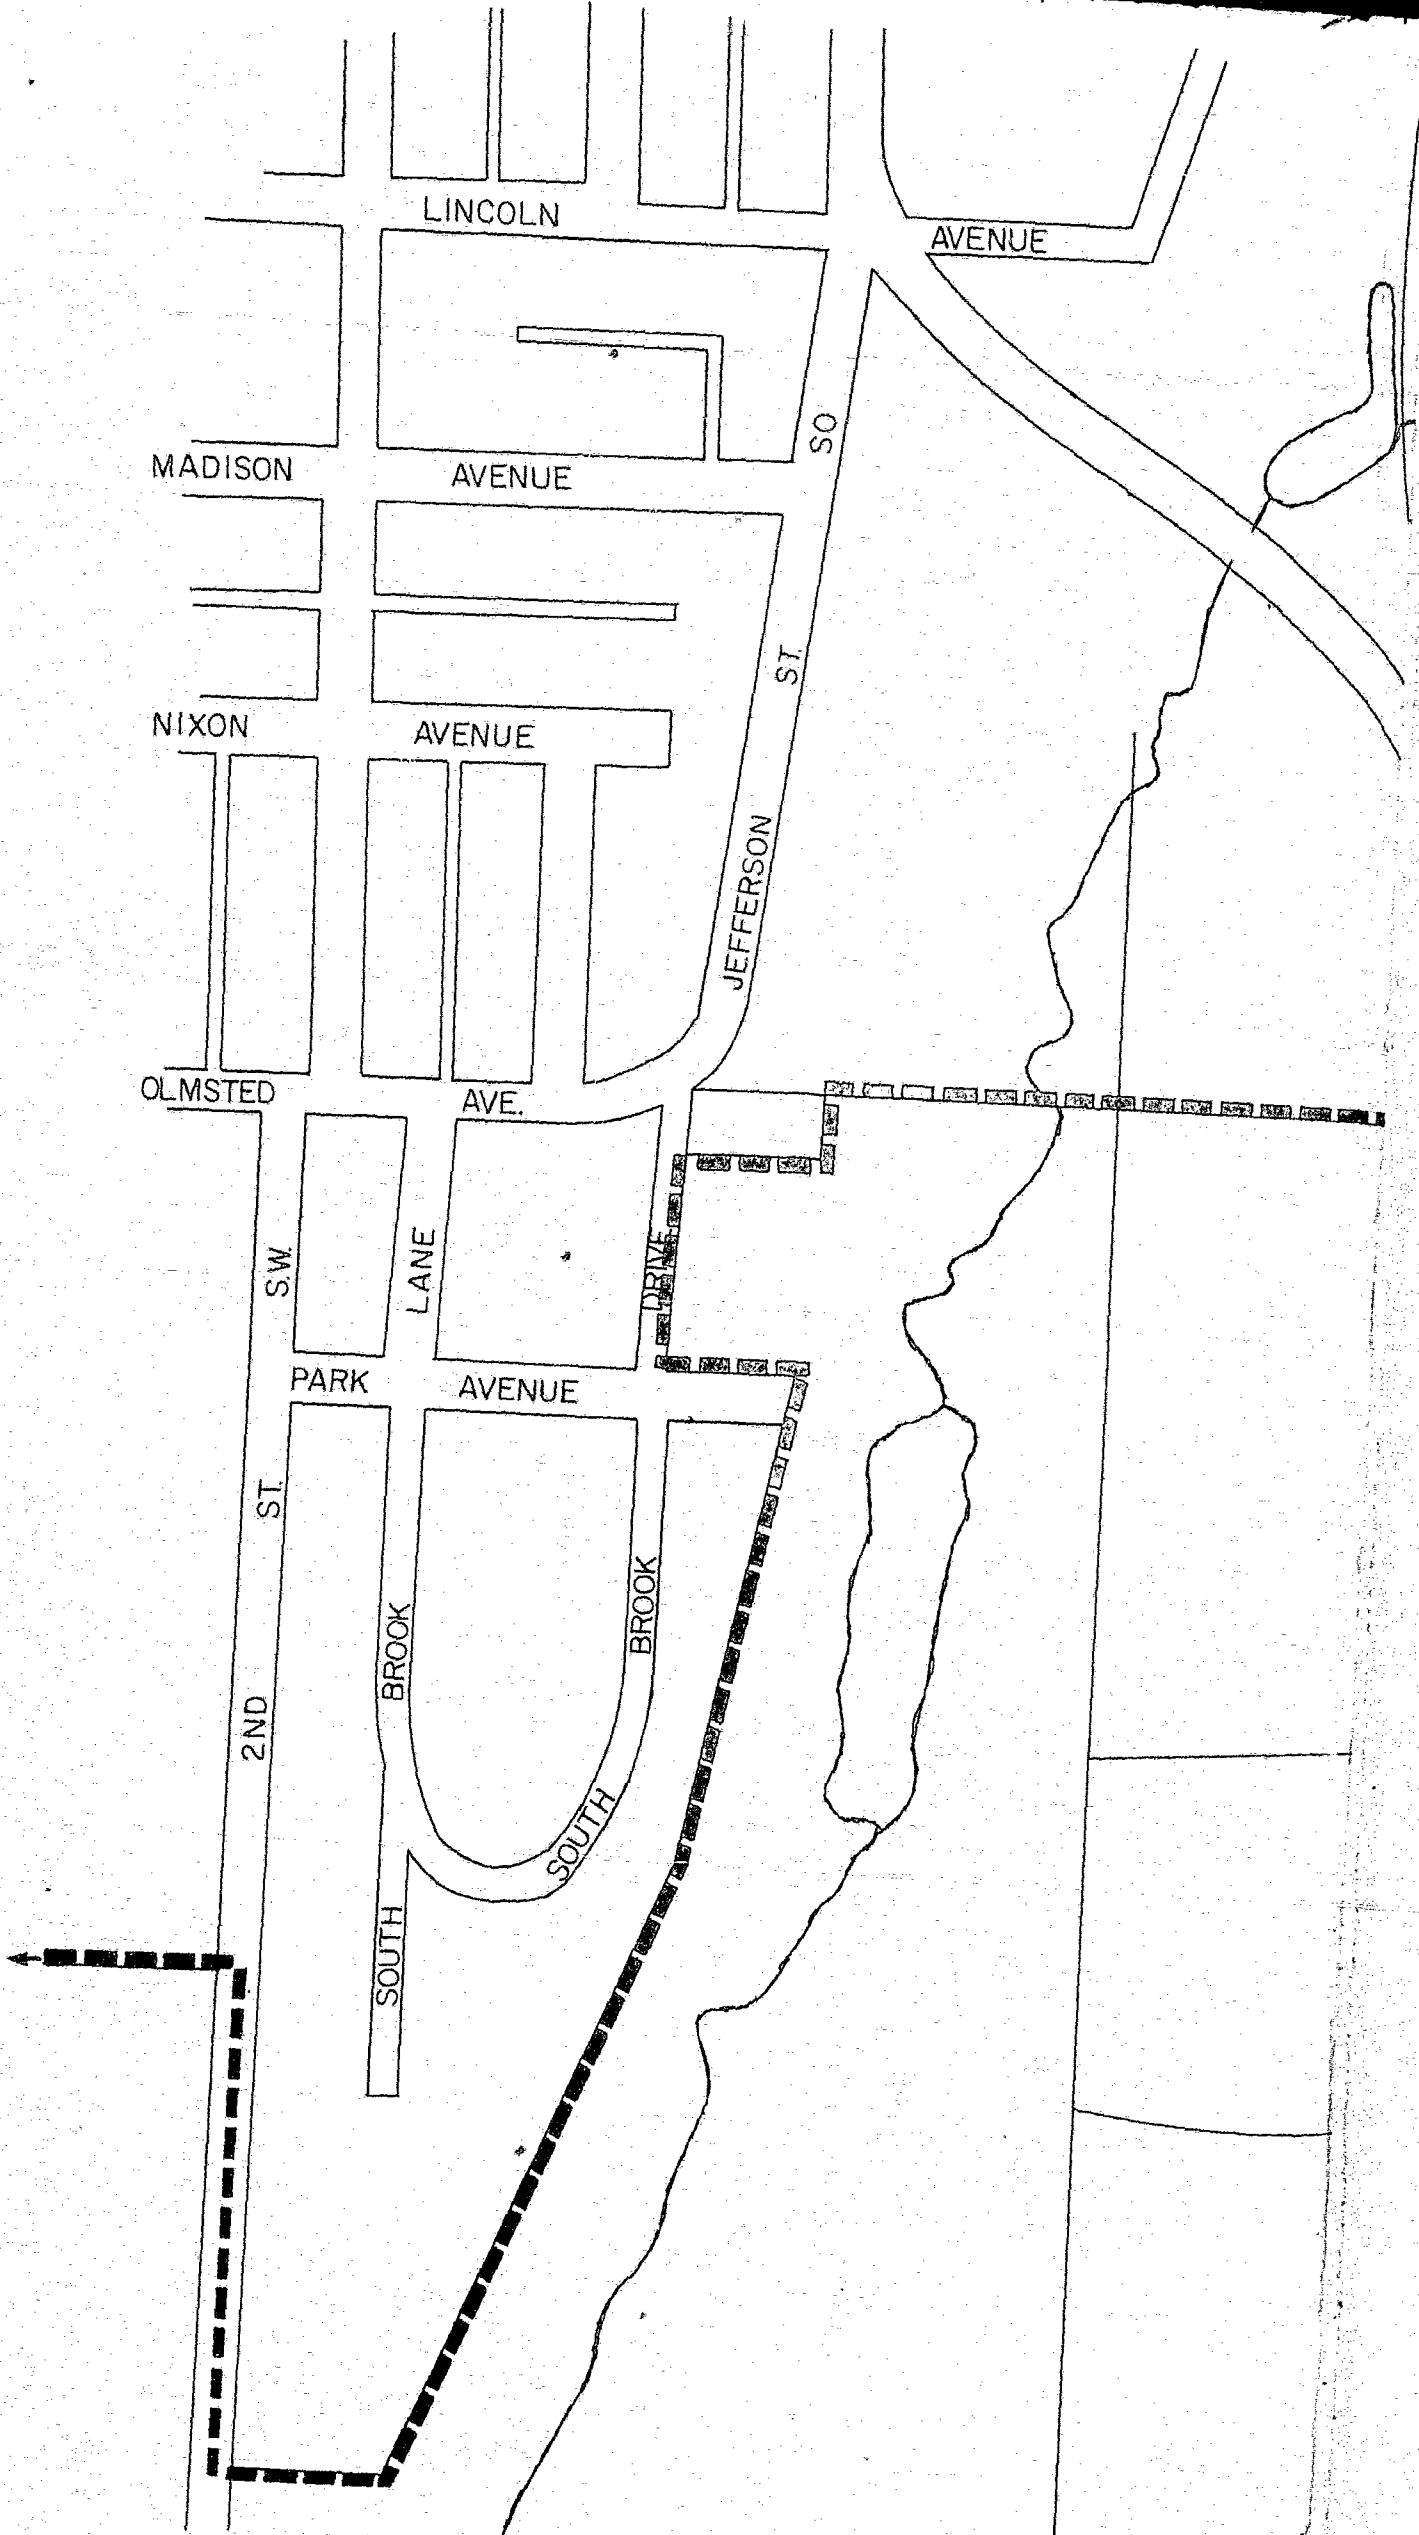 LINCOLN
AVENUE
SO
MADISON AVENUE
ST.
NIXON AVENUE
JEFFERSON
OLMSTED AVE.
S.W.
LANE
DRIVE
PARK AVENUE
ST.
BROOK
BROOK
2ND
SOUTH
SOUTH